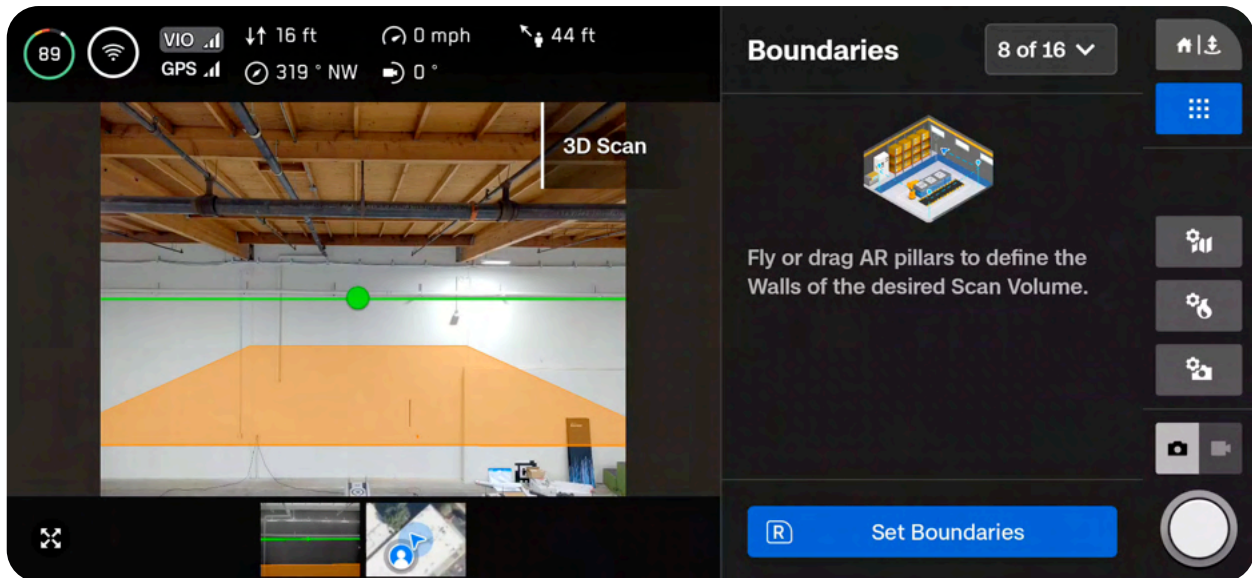 89
VIO
GPS
16 ft
0 mph
44 ft
319 ° NW
0 °
3D Scan
Boundaries
8 of 16
Fly or drag AR pillars to define the
Walls of the desired Scan Volume.
R
Set Boundaries